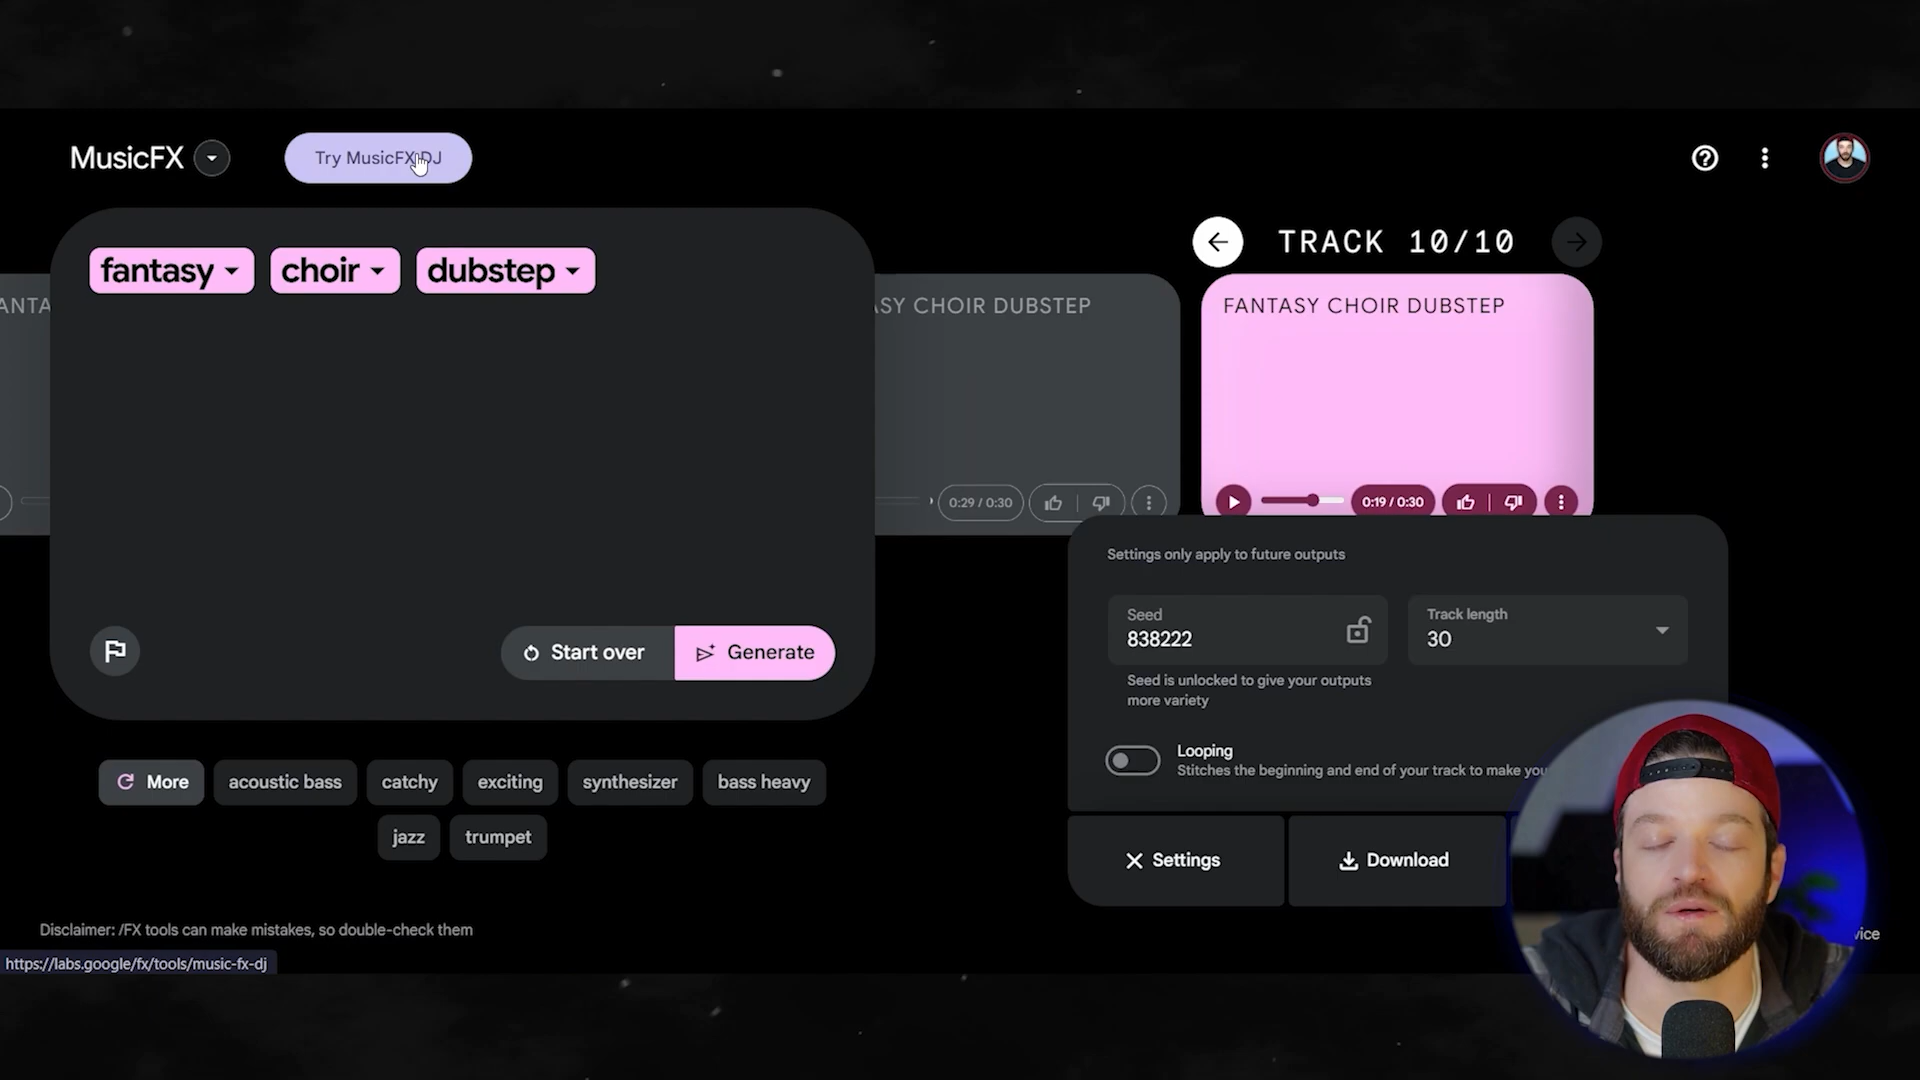 MusicFX
Try MusicFX DJ
fantasy
choir
dubstep
TRACK 10/10
ANTA
ASY CHOIR DUBSTEP
FANTASY CHOIR DUBSTEP
0:29 / 0:30
0:19 / 0:30
Settings only apply to future outputs
Seed
838222
Track length
30
Seed is unlocked to give your outputs
more variety
Start over
Generate
Looping
Stitches the beginning and end of your track to make you
More
acoustic bass
catchy
exciting
synthesizer
bass heavy
jazz
trumpet
Settings
Download
Disclaimer: /FX tools can make mistakes, so double-check them
vice
https://labs.google/fx/tools/music-fx-dj